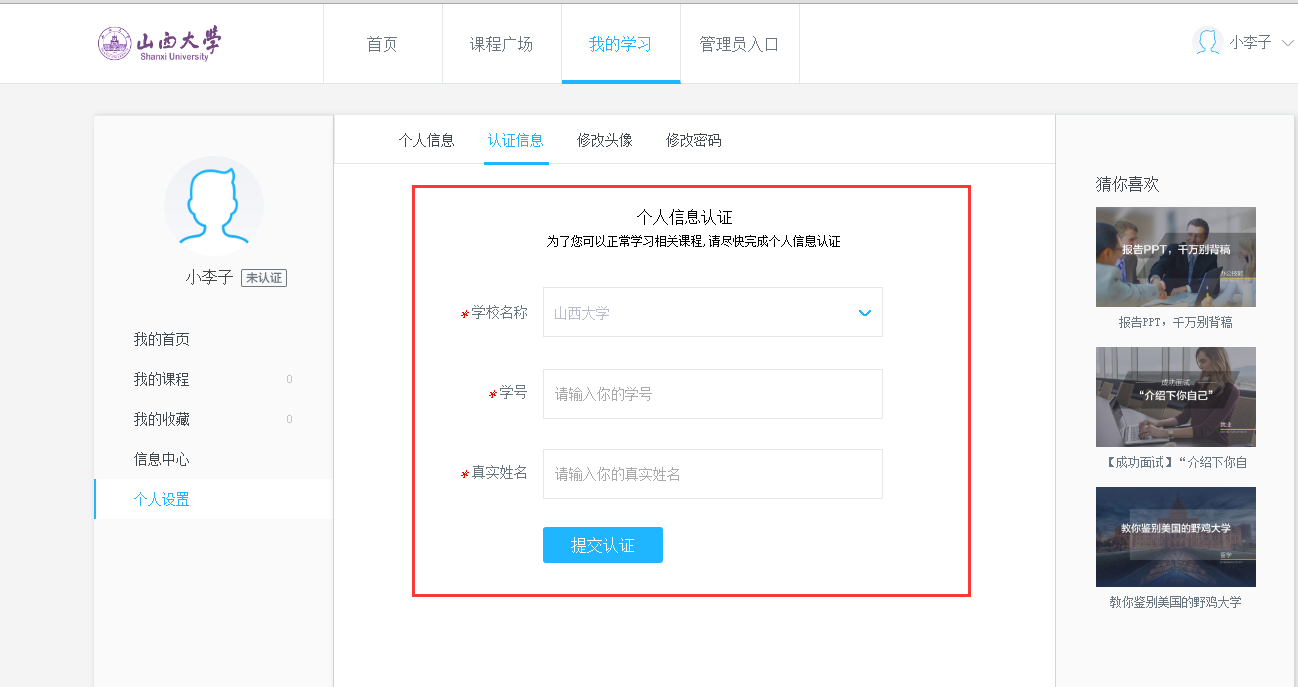 山西大学
Shanxi University
首页
课程广场
我的学习
管理员入口
小李子
小李子 未认证
我的首页
我的课程 0
我的收藏 0
信息中心
个人设置
个人信息
认证信息
修改头像
修改密码
个人信息认证
为了您可以正常学习相关课程,请尽快完成个人信息认证
*学校名称 山西大学
*学号 请输入你的学号
*真实姓名 请输入你的真实姓名
提交认证
猜你喜欢
报告PPT，千万别背稿
办公技能
报告PPT，千万别背稿
成功面试
“介绍下你自己”
就业
【成功面试】“介绍下你自
教你鉴别美国的野鸡大学
留学
教你鉴别美国的野鸡大学